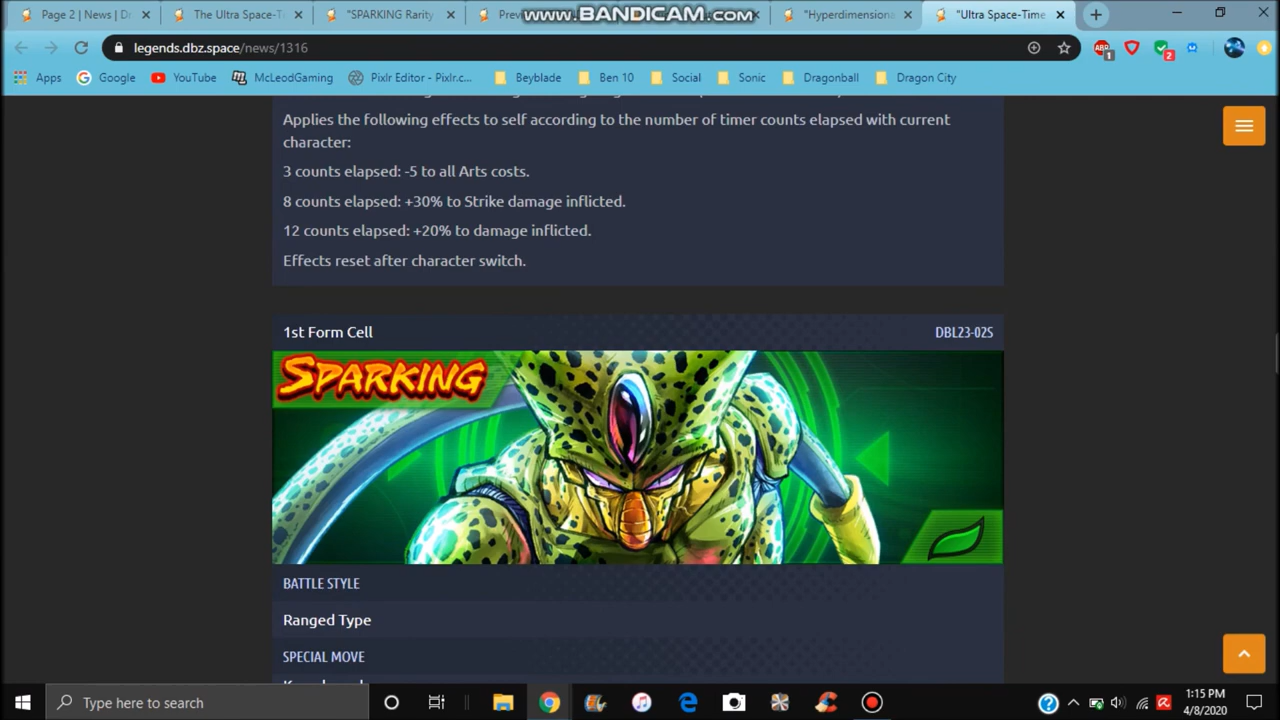 Page 2 | News | D
The Ultra Space-T
"SPARKING Rarity
Prev
www.BANDICAM.com
"Hyperdimension
"Ultra Space-Time
legends.dbz.space/news/1316
Apps
Google
YouTube
McLeodGaming
Pixlr Editor - Pixlr.c...
Beyblade
Ben 10
Social
Sonic
Dragonball
Dragon City
Applies the following effects to self according to the number of timer counts elapsed with current
character:
3 counts elapsed: -5 to all Arts costs.
8 counts elapsed: +30% to Strike damage inflicted.
12 counts elapsed: +20% to damage inflicted.
Effects reset after character switch.
1st Form Cell
DBL23-02S
SPARKING
BATTLE STYLE
Ranged Type
SPECIAL MOVE
Type here to search
1:15 PM
4/8/2020